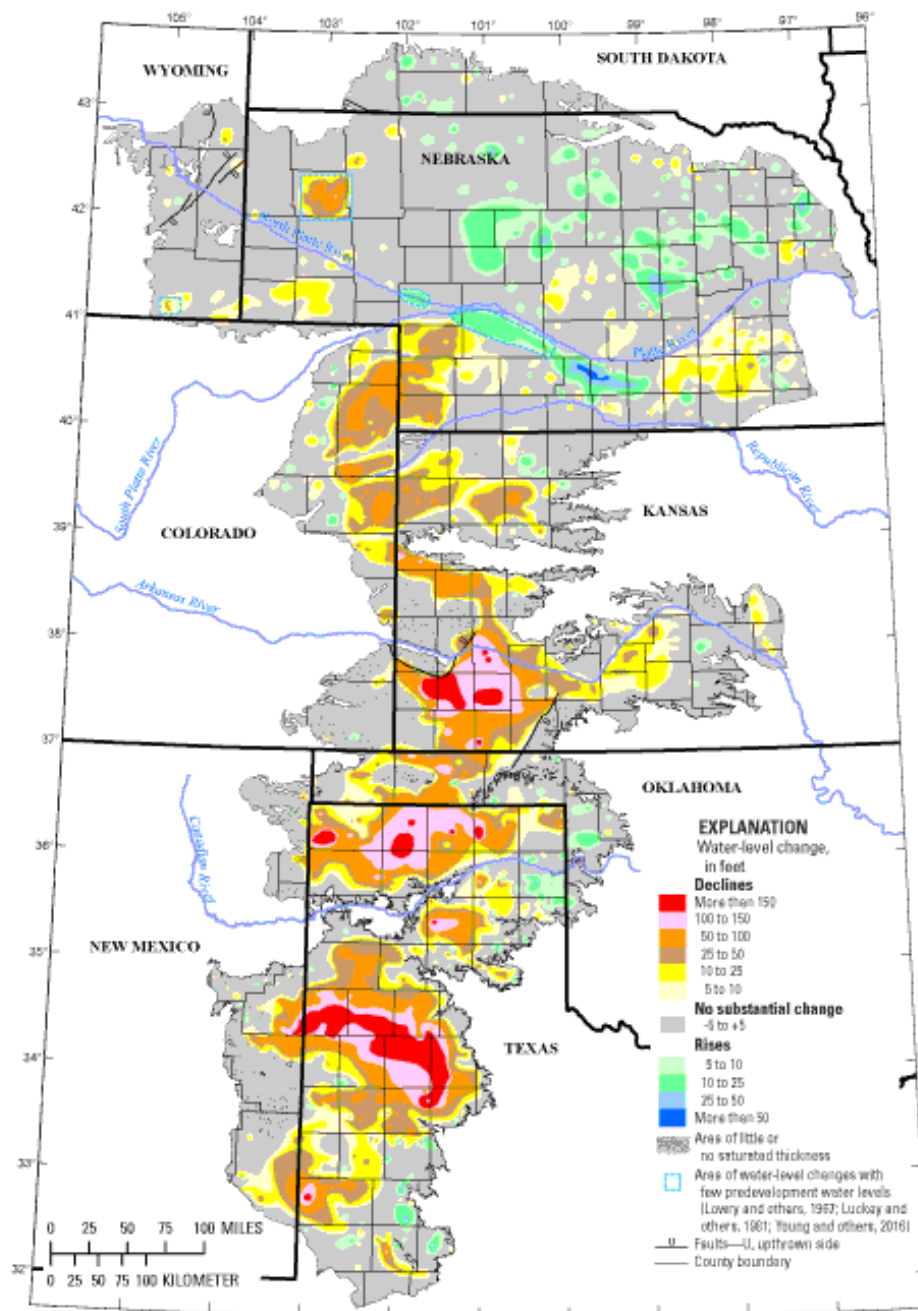 105° 104° 103° 102° 101° 100° 99° 98° 97° 96°
WYOMING
SOUTH DAKOTA
43°
NEBRASKA
42°
North Platte River
41°
Platte River
40°
South Platte River
Republican River
COLORADO
KANSAS
39°
Arkansas River
38°
37°
OKLAHOMA
Canadian River
36°
EXPLANATION
Water-level change,
in feet
Declines
More than 150
100 to 150
50 to 100
25 to 50
10 to 25
5 to 10
No substantial change
-5 to +5
Rises
5 to 10
10 to 25
25 to 50
More than 50
Area of little or
no saturated thickness
Area of water-level changes with
few predevelopment water levels
(Lowry and others, 1967; Luckey and
others, 1981; Young and others, 2016)
U Faults—U, upthrown side
County boundary
35°
NEW MEXICO
TEXAS
34°
33°
0 25 50 75 100 MILES
0 25 50 75 100 KILOMETER
32°